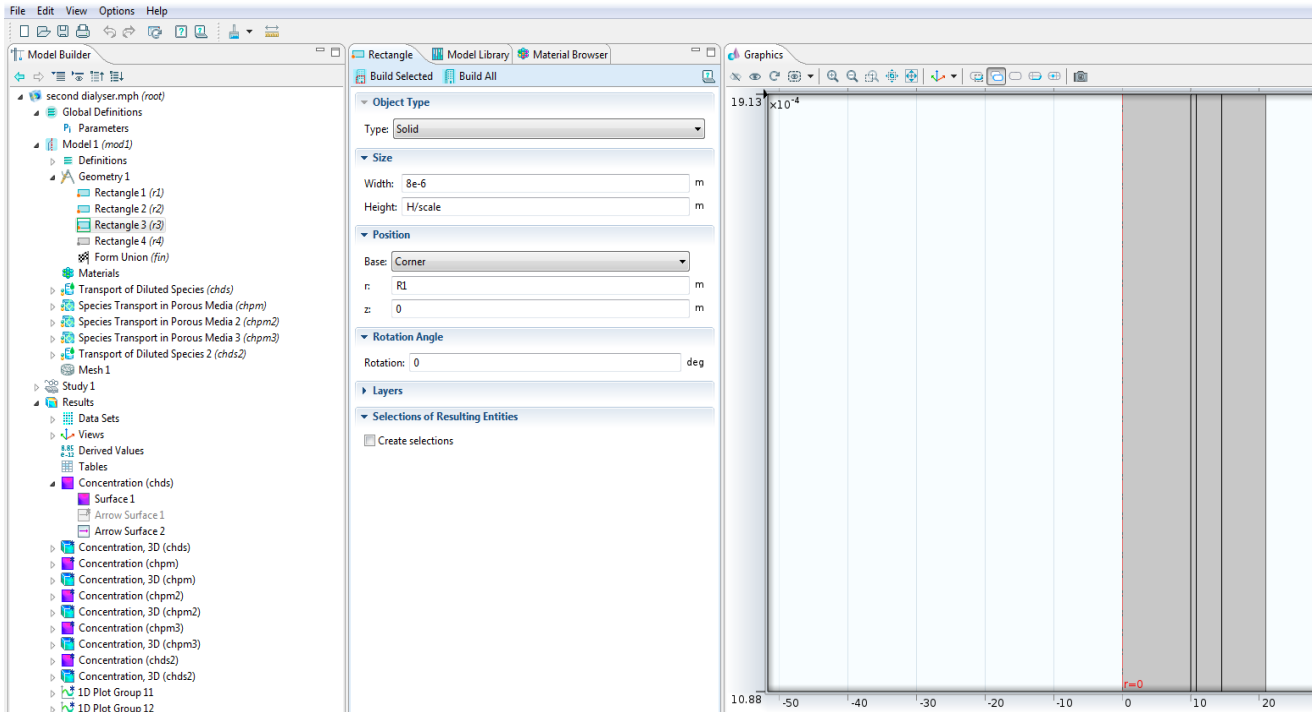 File Edit View Options Help
Model Builder
second dialyser.mph (root)
Global Definitions
Pi Parameters
Model 1 (mod1)
Definitions
Geometry 1
Rectangle 1 (r1)
Rectangle 2 (r2)
Rectangle 3 (r3)
Rectangle 4 (r4)
Form Union (fin)
Materials
Transport of Diluted Species (chds)
Species Transport in Porous Media (chpm)
Species Transport in Porous Media 2 (chpm2)
Species Transport in Porous Media 3 (chpm3)
Transport of Diluted Species 2 (chds2)
Mesh 1
Study 1
Results
Data Sets
Views
8.85 e-12 Derived Values
Tables
Concentration (chds)
Surface 1
Arrow Surface 1
Arrow Surface 2
Concentration, 3D (chds)
Concentration (chpm)
Concentration, 3D (chpm)
Concentration (chpm2)
Concentration, 3D (chpm2)
Concentration (chpm3)
Concentration, 3D (chpm3)
Concentration (chds2)
Concentration, 3D (chds2)
1D Plot Group 11
1D Plot Group 12
Rectangle Model Library Material Browser
Build Selected Build All
Object Type
Type: Solid
Size
Width: 8e-6 m
Height: H/scale m
Position
Base: Corner
r: R1 m
z: 0 m
Rotation Angle
Rotation: 0 deg
Layers
Selections of Resulting Entities
Create selections
Graphics
19.13 ×10⁻⁴
r=0
10.88 -50 -40 -30 -20 -10 0 10 20